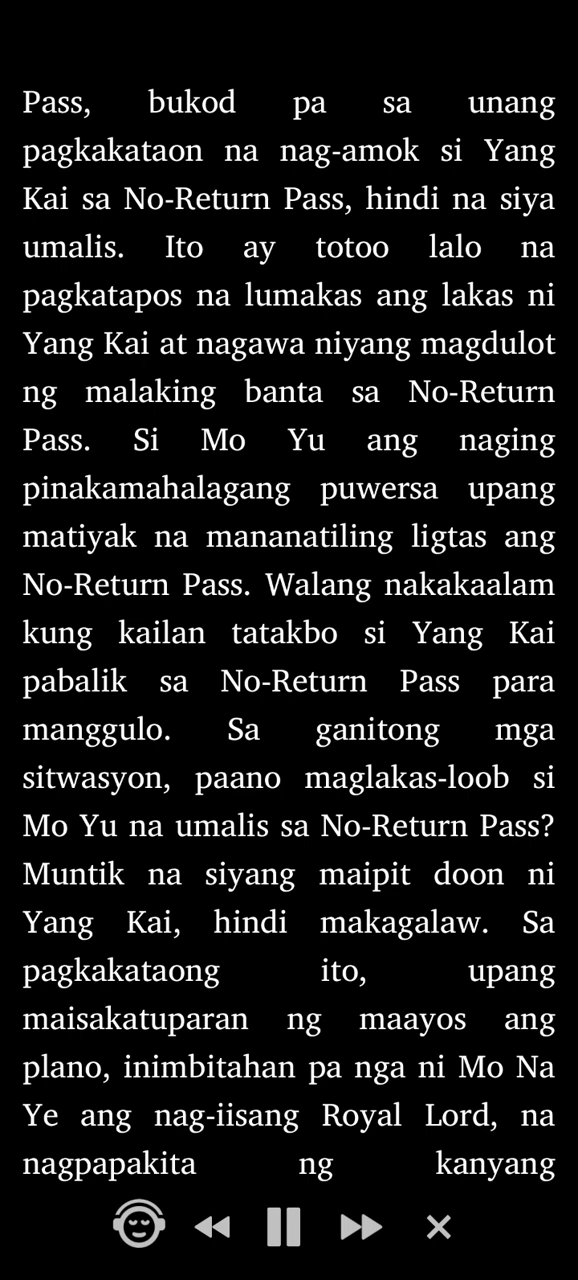 Pass, bukod pa sa unang
pagkakataon na nag-amok si Yang
Kai sa No-Return Pass, hindi na siya
umalis. Ito ay totoo lalo na
pagkatapos na lumakas ang lakas ni
Yang Kai at nagawa niyang magdulot
ng malaking banta sa No-Return
Pass. Si Mo Yu ang naging
pinakamahalagang puwersa upang
matiyak na mananatiling ligtas ang
No-Return Pass. Walang nakakaalam
kung kailan tatakbo si Yang Kai
pabalik sa No-Return Pass para
manggulo. Sa ganitong mga
sitwasyon, paano maglakas-loob si
Mo Yu na umalis sa No-Return Pass?
Muntik na siyang maipit doon ni
Yang Kai, hindi makagalaw. Sa
pagkakataong ito, upang
maisakatuparan ng maayos ang
plano, inimbitahan pa nga ni Mo Na
Ye ang nag-iisang Royal Lord, na
nagpapakita ng kanyang